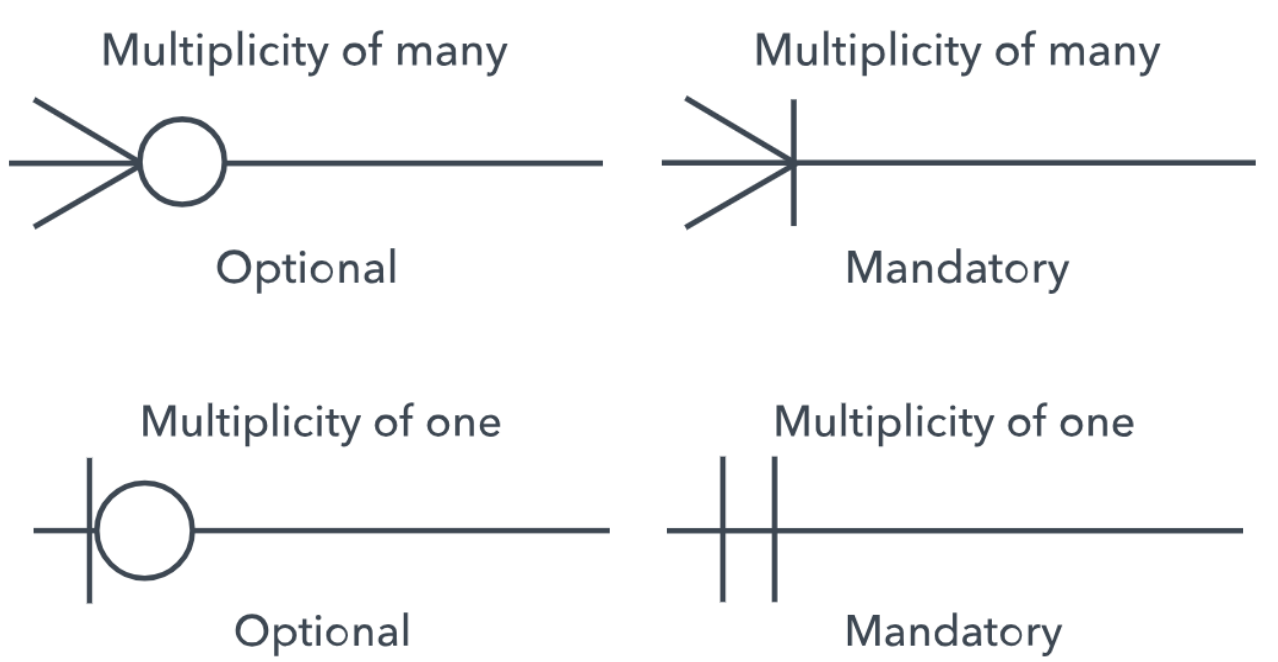 Multiplicity of many
Multiplicity of many
Optional
Mandatory
Multiplicity of one
Multiplicity of one
Optional
Mandatory